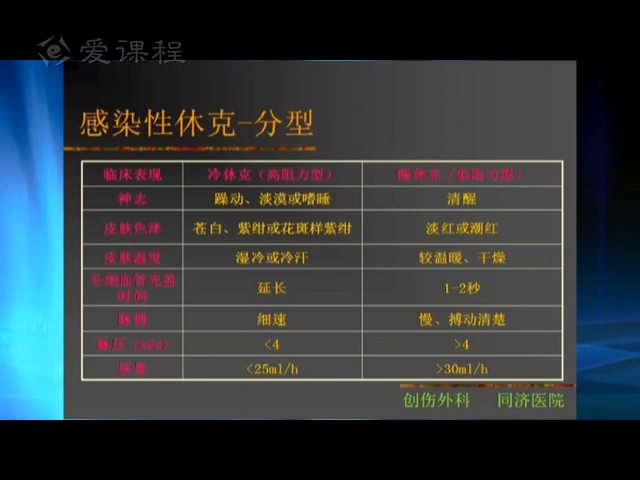 爱课程
感染性休克-分型
临床表现 冷休克（高阻力型） 暖休克（低阻力型）
神志 躁动、淡漠或嗜睡 清醒
皮肤色泽 苍白、紫绀或花斑样紫绀 淡红或潮红
皮肤温度 湿冷或冷汗 较温暖、干燥
毛细血管充盈
时间 延长 1-2秒
脉搏 细速 慢、搏动清楚
脉压（kPa） <4 >4
尿量 <25ml/h >30ml/h
创伤外科 同济医院